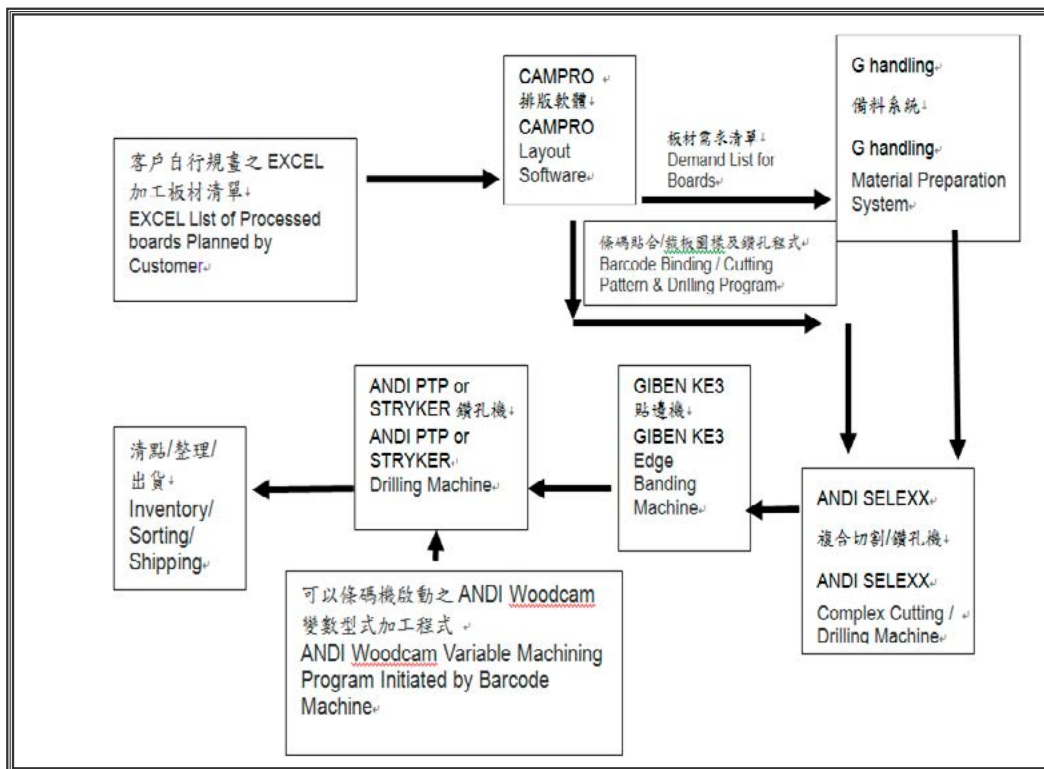 客戶自行規畫之 EXCEL
加工板材清單
EXCEL List of Processed
boards Planned by
Customer
CAMPRO
排版軟體
CAMPRO
Layout
Software
板材需求清單
Demand List for
Boards
G handling
備料系統
G handling
Material Preparation
System
條碼貼合/裁板圖樣及鑽孔程式
Barcode Binding / Cutting
Pattern & Drilling Program
ANDI SELEXX
複合切割/鑽孔機
ANDI SELEXX
Complex Cutting /
Drilling Machine
GIBEN KE3
貼邊機
GIBEN KE3
Edge
Banding
Machine
ANDI PTP or
STRYKER 鑽孔機
ANDI PTP or
STRYKER
Drilling Machine
可以條碼機啟動之 ANDI Woodcam
變數型式加工程式
ANDI Woodcam Variable Machining
Program Initiated by Barcode
Machine
清點/整理/
出貨
Inventory/
Sorting/
Shipping